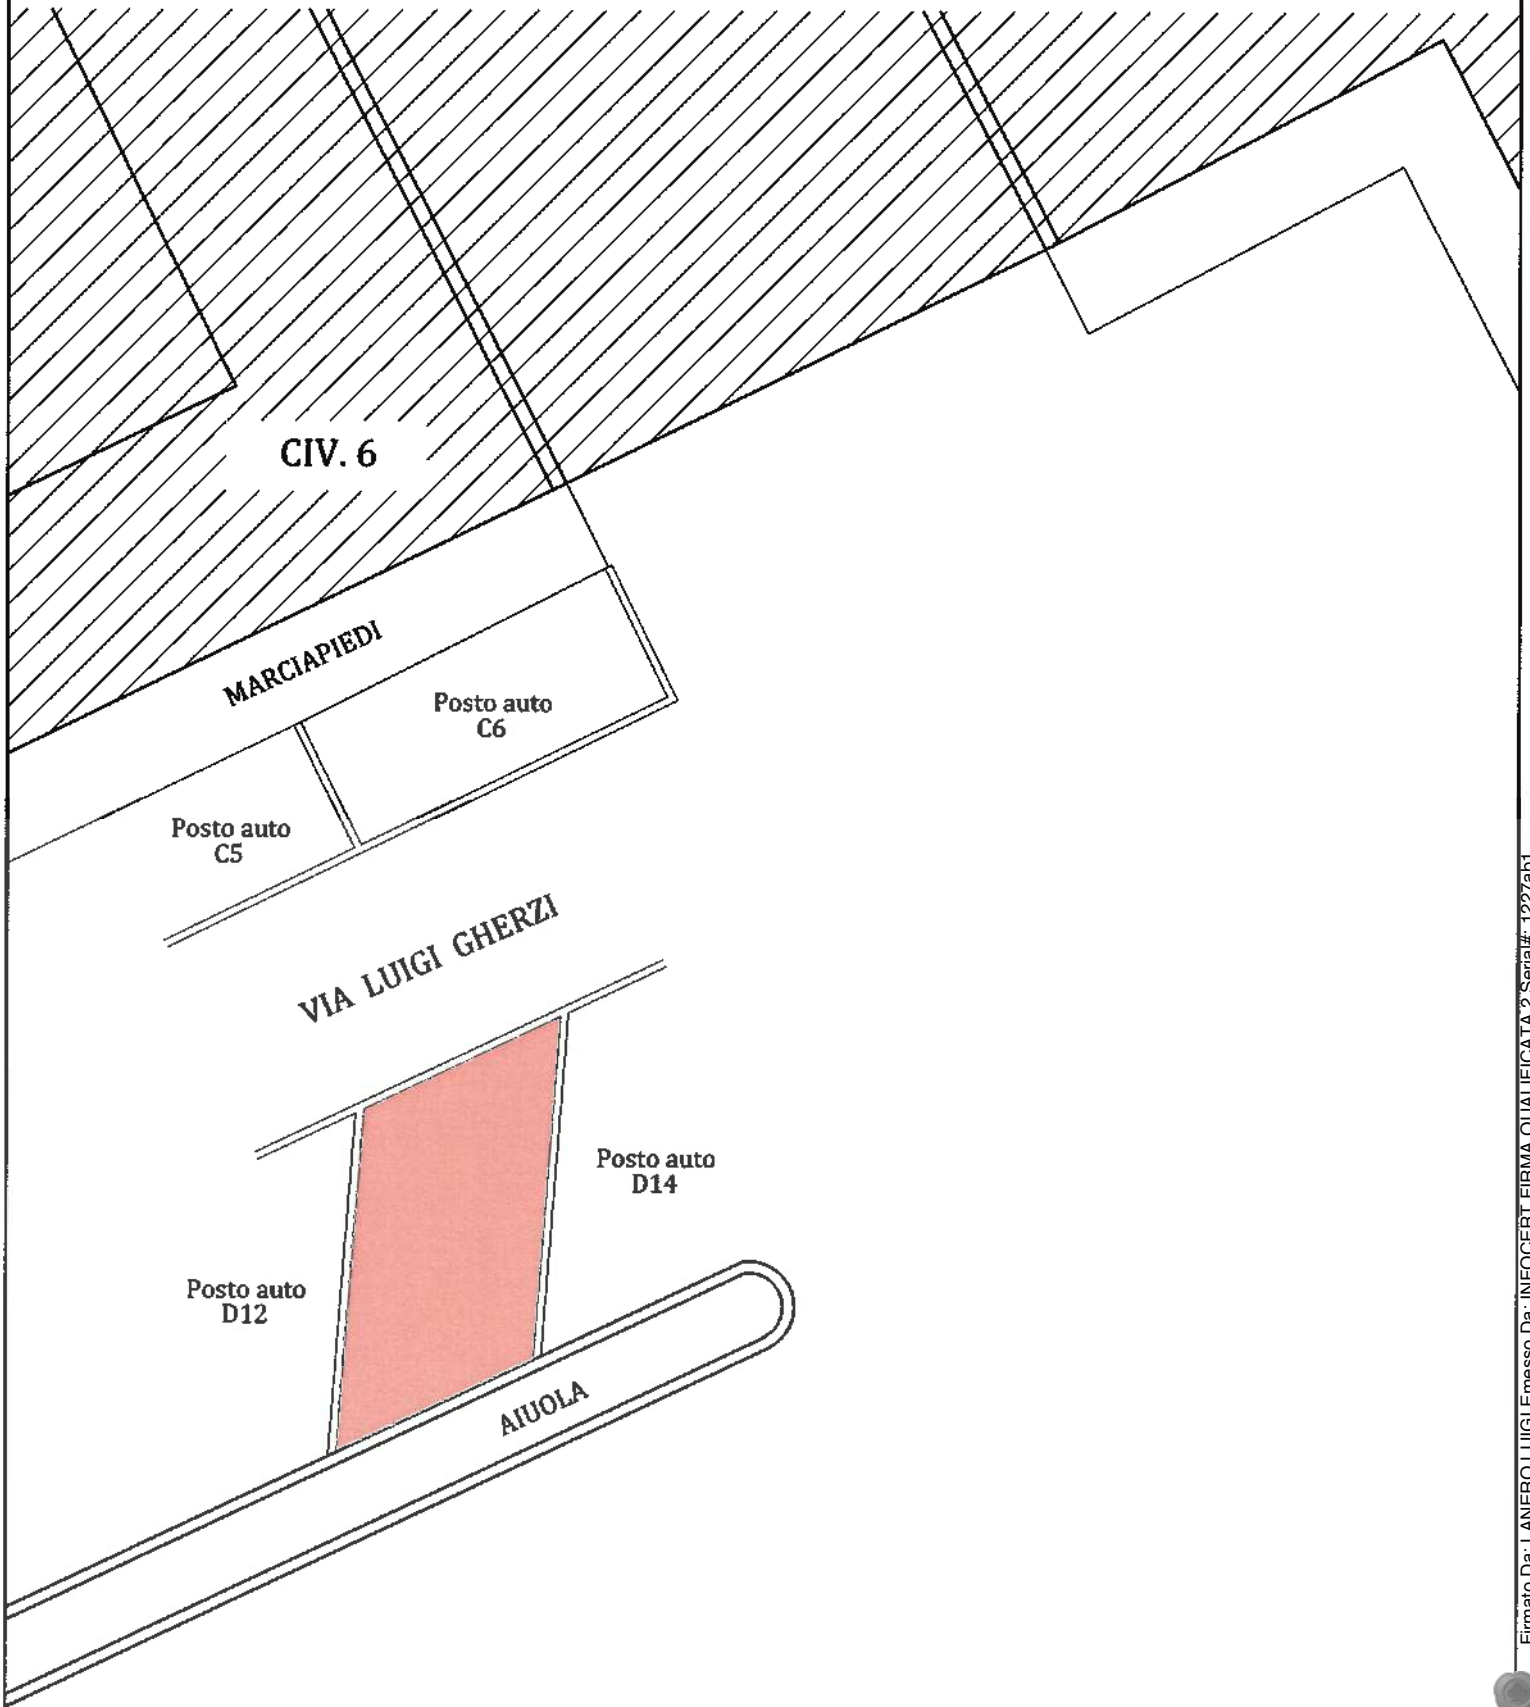 CIV. 6
MARCIAPIEDI
Posto auto
C6
Posto auto
C5
VIA LUIGI GHERZI
Posto auto
D14
Posto auto
D12
AIUOLA
Firmato Da: LANERO LUIGI Emesso Da: INFOCERT FIRMA QUALIFICATA 2 Serial#: 1227ab1